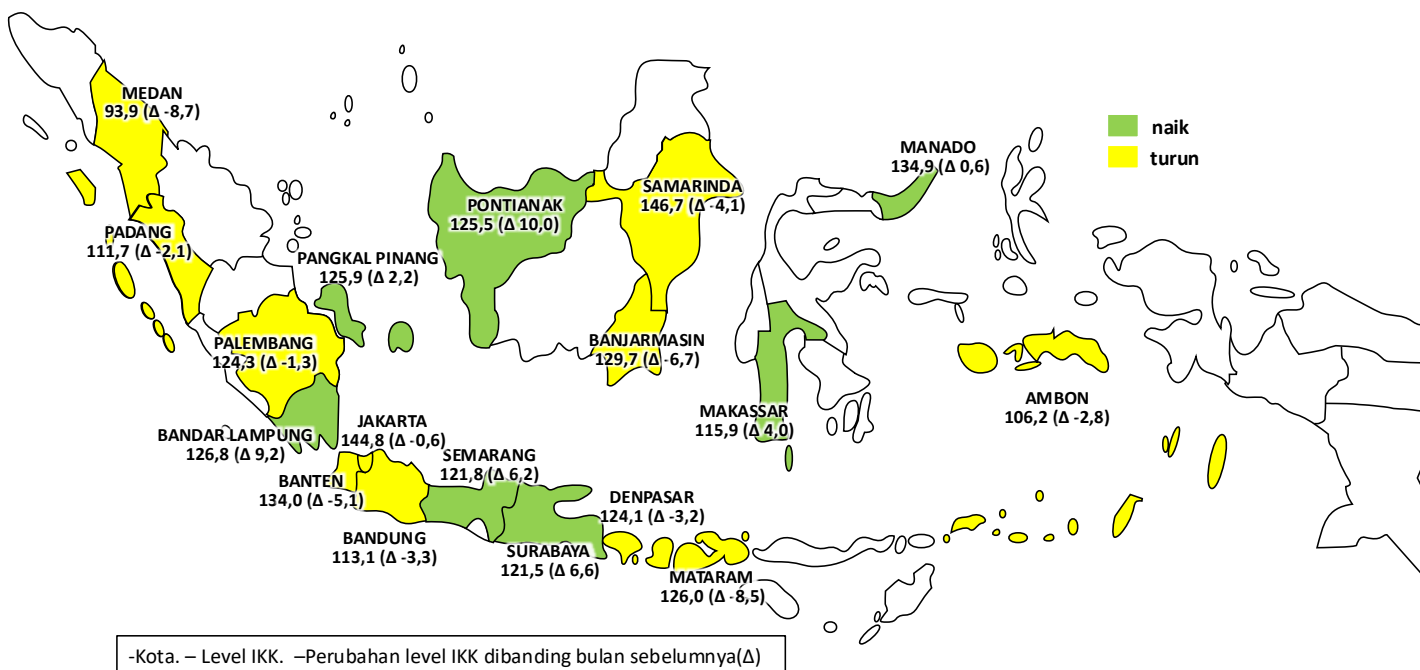 MEDAN
93,9 (Δ -8,7)
naik
turun
MANADO
134,9 (Δ 0,6)
SAMARINDA
146,7 (Δ -4,1)
PONTIANAK
125,5 (Δ 10,0)
PADANG
111,7 (Δ -2,1)
PANGKAL PINANG
125,9 (Δ 2,2)
PALEMBANG
124,3 (Δ -1,3)
BANJARMASIN
129,7 (Δ -6,7)
MAKASSAR
115,9 (Δ 4,0)
AMBON
106,2 (Δ -2,8)
BANDAR LAMPUNG
126,8 (Δ 9,2)
JAKARTA
144,8 (Δ -0,6)
SEMARANG
121,8 (Δ 6,2)
BANTEN
134,0 (Δ -5,1)
DENPASAR
124,1 (Δ -3,2)
BANDUNG
113,1 (Δ -3,3)
SURABAYA
121,5 (Δ 6,6)
MATARAM
126,0 (Δ -8,5)
-Kota. – Level IKK. –Perubahan level IKK dibanding bulan sebelumnya(Δ)